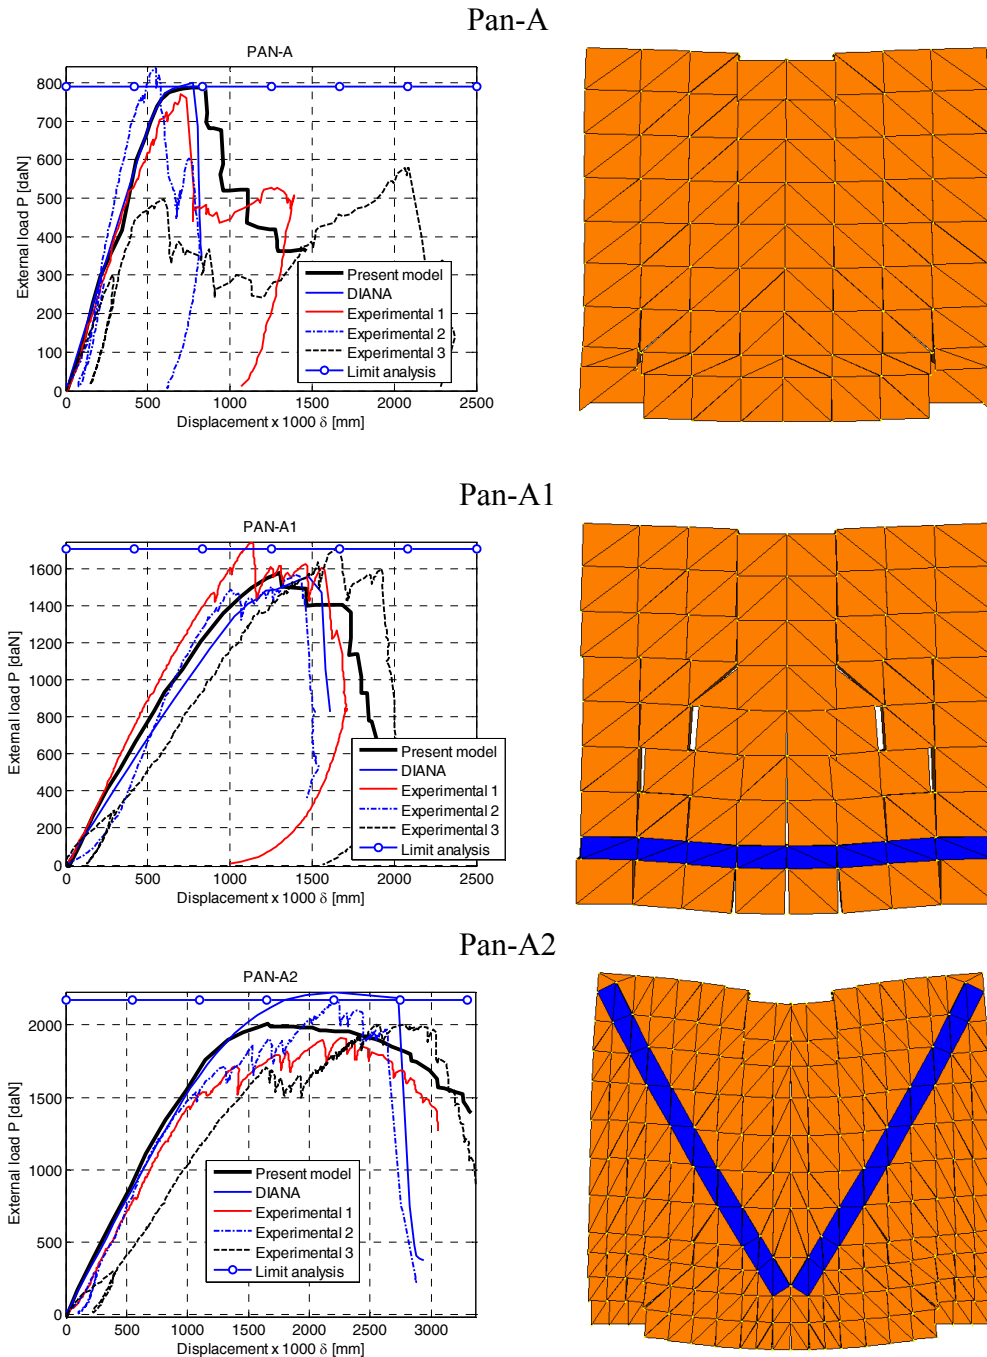 Pan-A
PAN-A
External load P [daN]
800
700
600
500
400
300
200
100
0
0 500 1000 1500 2000 2500
Displacement x 1000 δ [mm]
Present model
DIANA
Experimental 1
Experimental 2
Experimental 3
Limit analysis
Pan-A1
PAN-A1
External load P [daN]
1600
1400
1200
1000
800
600
400
200
0
0 500 1000 1500 2000 2500
Displacement x 1000 δ [mm]
Present model
DIANA
Experimental 1
Experimental 2
Experimental 3
Limit analysis
Pan-A2
PAN-A2
External load P [daN]
2000
1500
1000
500
0
0 500 1000 1500 2000 2500 3000
Displacement x 1000 δ [mm]
Present model
DIANA
Experimental 1
Experimental 2
Experimental 3
Limit analysis